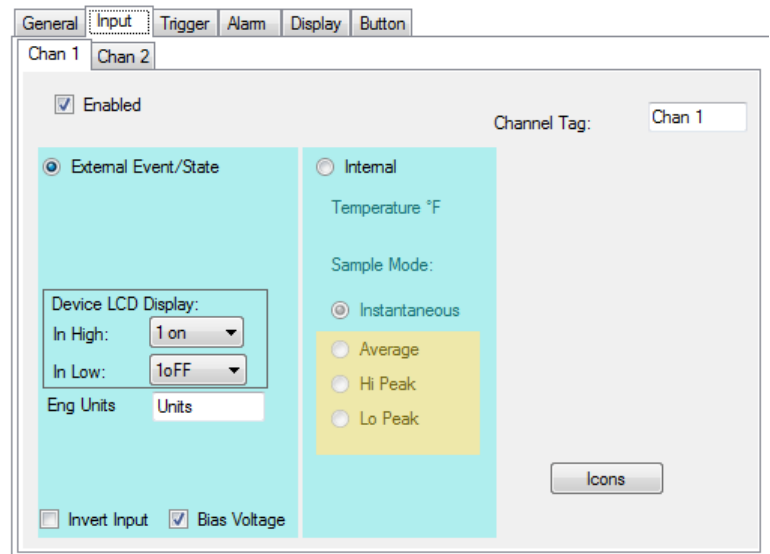 General Input Trigger Alarm Display Button
Chan 1 Chan 2
Enabled
Channel Tag: Chan 1
External Event/State
Internal
Temperature °F
Sample Mode:
Instantaneous
Average
Hi Peak
Lo Peak
Device LCD Display:
In High: 1 on
In Low: 1oFF
Eng Units Units
Invert Input Bias Voltage
Icons